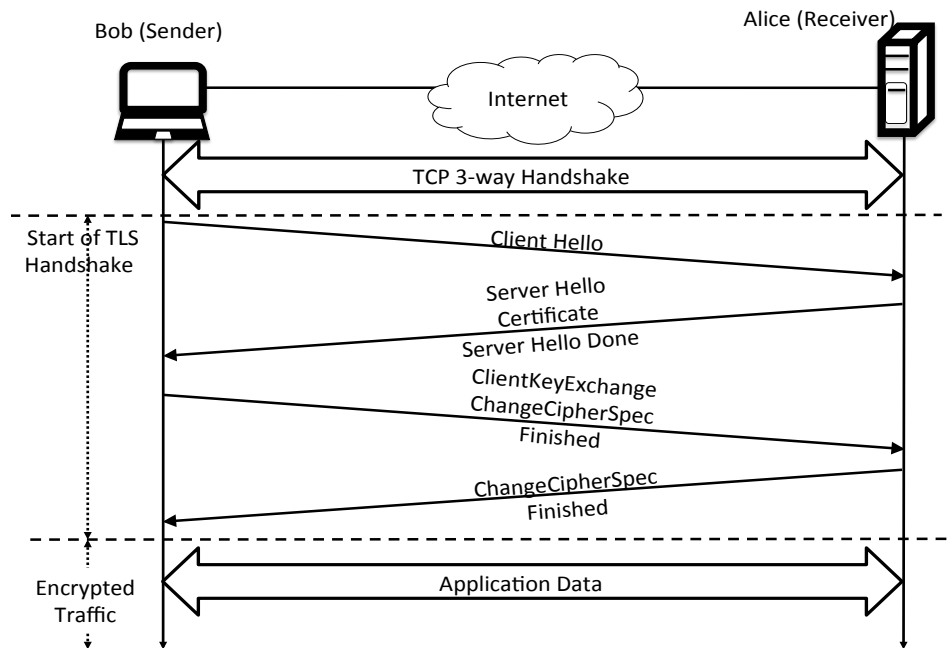 Bob (Sender)
Alice (Receiver)
Internet
TCP 3-way Handshake
Start of TLS
Handshake
Client Hello
Server Hello
Certificate
Server Hello Done
ClientKeyExchange
ChangeCipherSpec
Finished
ChangeCipherSpec
Finished
Encrypted
Traffic
Application Data